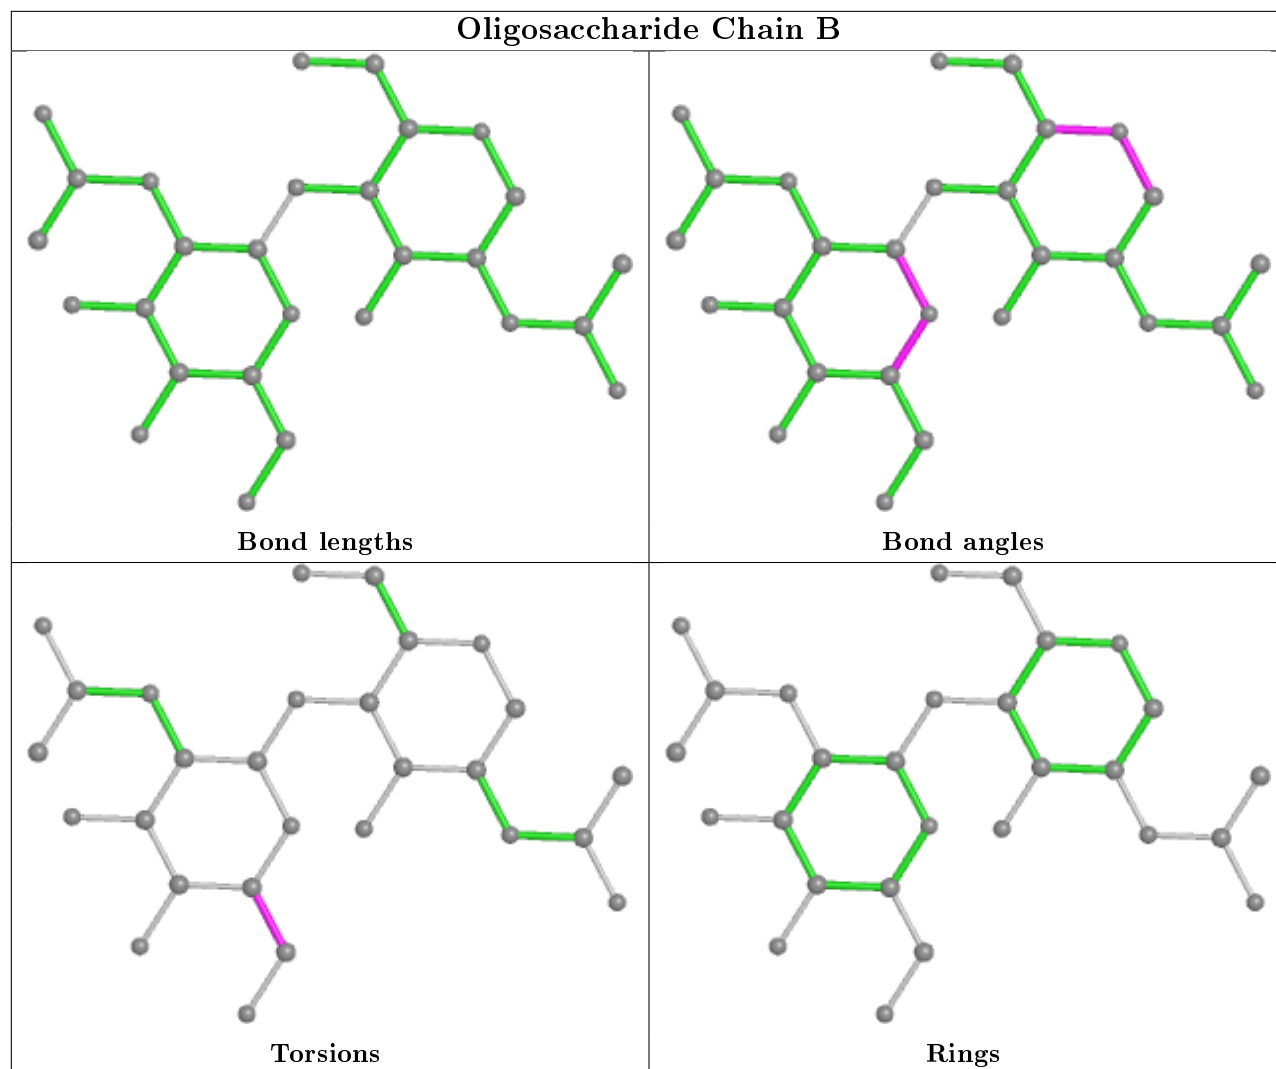 Oligosaccharide Chain B
Bond lengths
Bond angles
Torsions
Rings